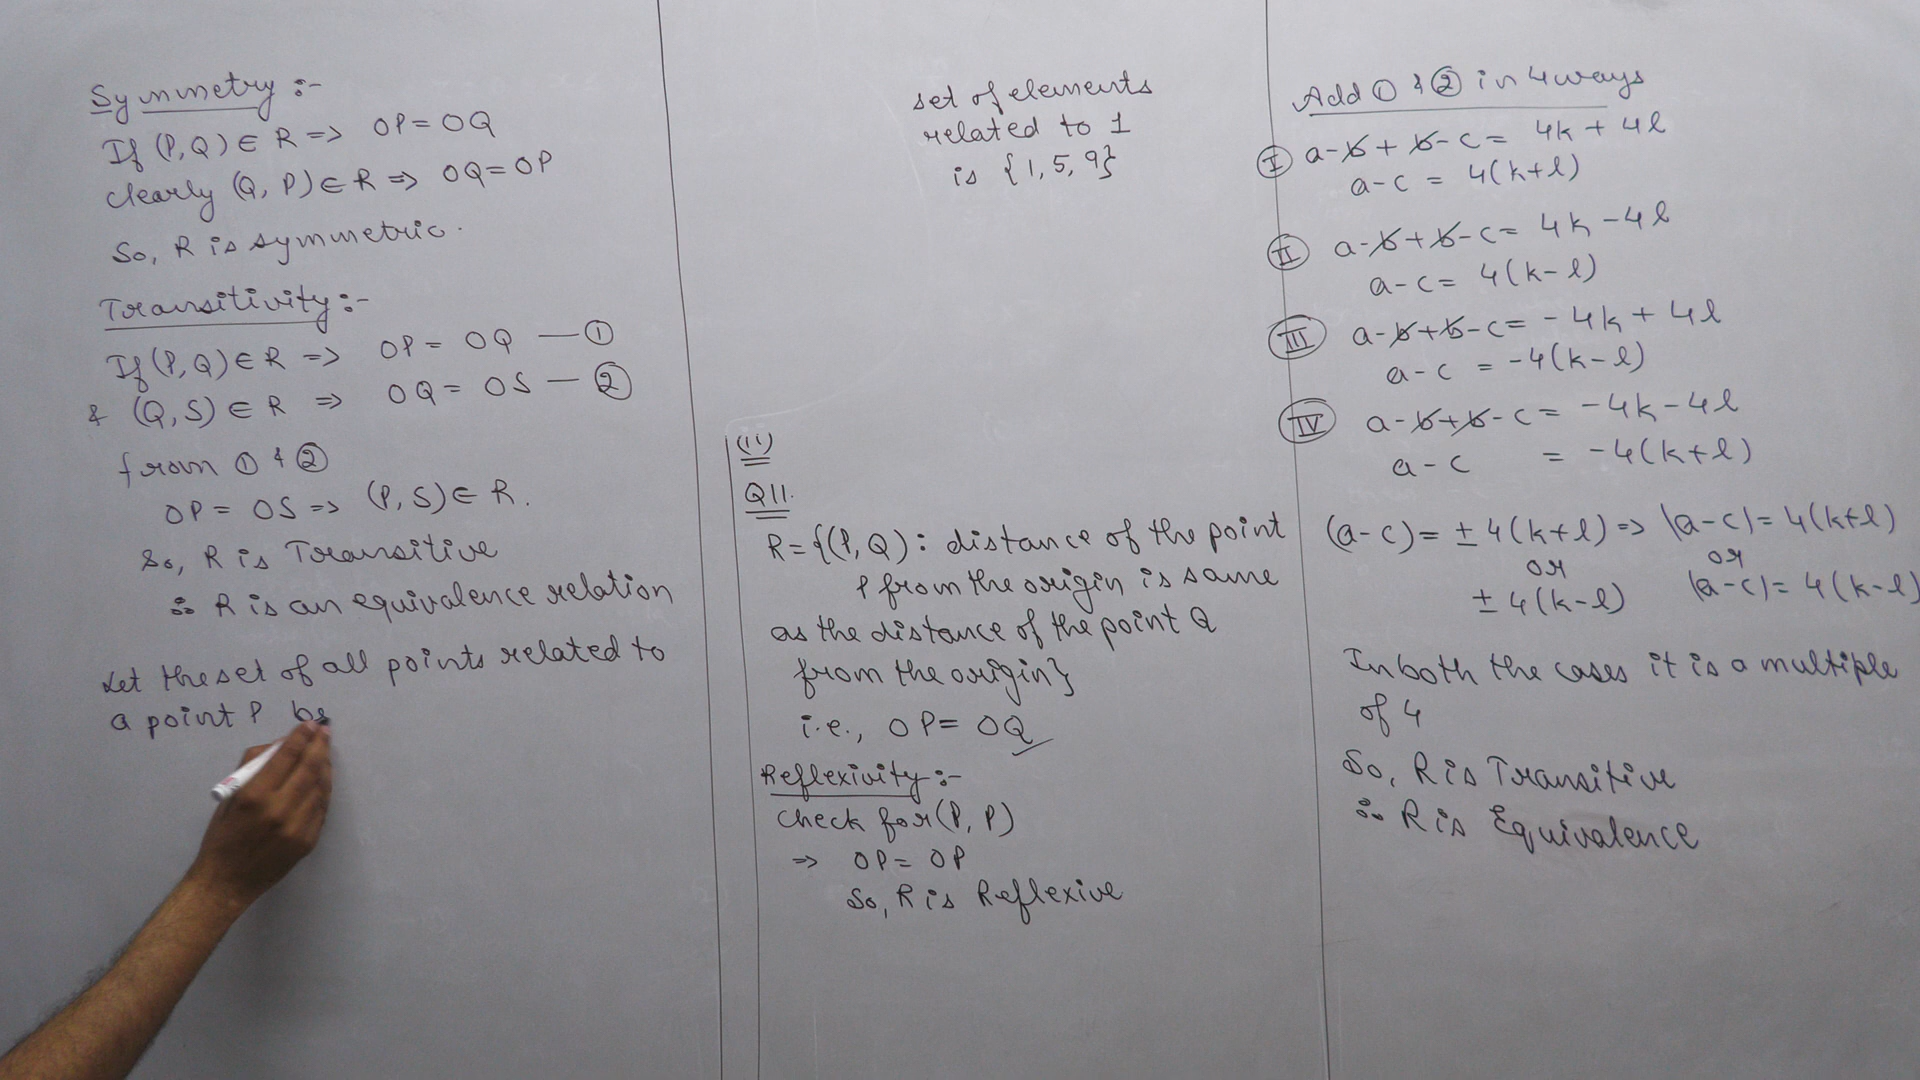 Symmetry :-
If (P,Q) ∈ R => OP = OQ
clearly (Q, P) ∈ R => OQ = OP
So, R is symmetric.
Transitivity :-
If (P,Q) ∈ R => OP = OQ — ①
& (Q,S) ∈ R => OQ = OS — ②
from ① & ②
OP = OS => (P, S) ∈ R.
So, R is Transitive
∴ R is an equivalence relation
Let the set of all points related to
a point P be
set of elements
related to 1
is {1, 5, 9}
(ii)
Q11.
R = {(P, Q) : distance of the point
P from the origin is same
as the distance of the point Q
from the origin}
i.e., OP = OQ
Reflexivity :-
check for (P, P)
=> OP = OP
So, R is Reflexive
Add ① & ② in 4 ways
Ⓘ a-b + b-c = 4k + 4l
a-c = 4(k+l)
II a-b+b-c = 4k-4l
a-c = 4(k-l)
III a-b+b-c = -4k + 4l
a-c = -4(k-l)
IV a-b+b-c = -4k-4l
a-c = -4(k+l)
(a-c) = ± 4(k+l) => |a-c| = 4(k+l)
or or
± 4(k-l) |a-c| = 4(k-l)
In both the cases it is a multiple
of 4
So, R is Transitive
∴ R is Equivalence